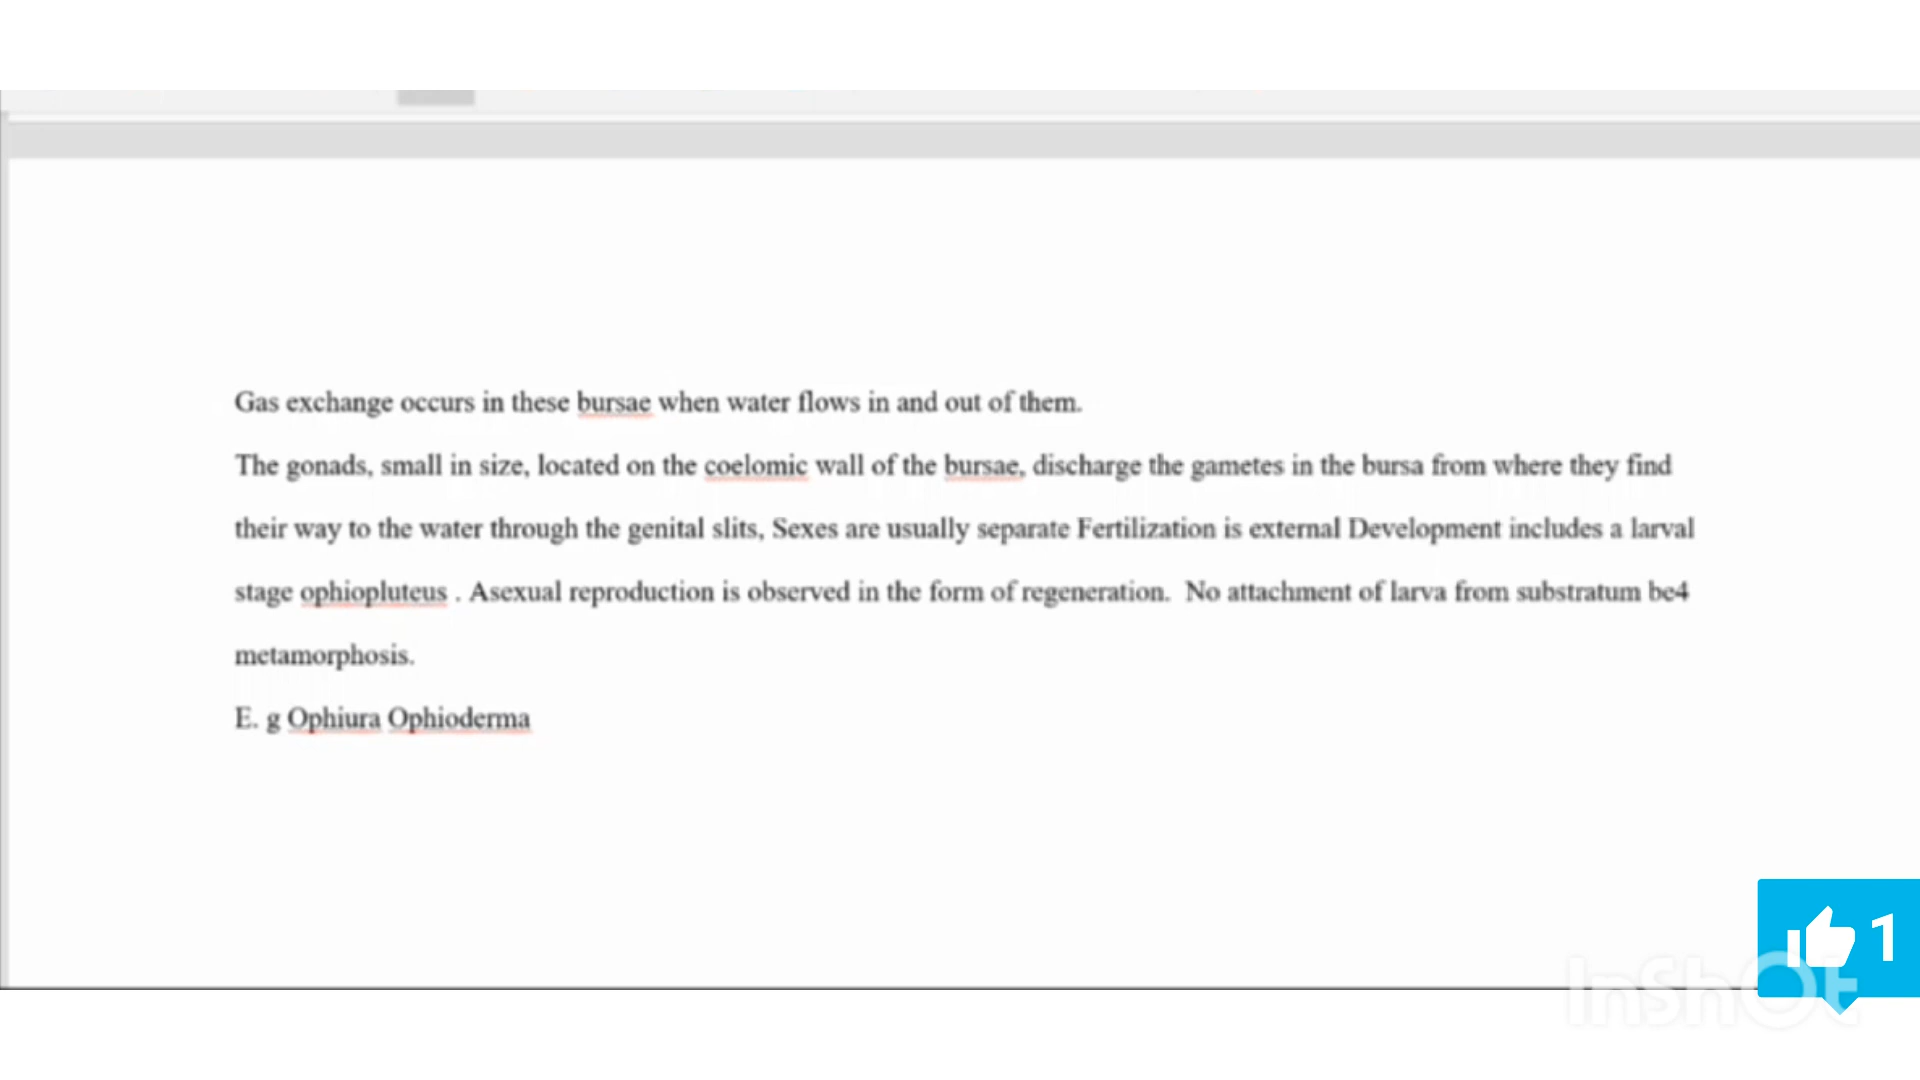 Gas exchange occurs in these bursae when water flows in and out of them.
The gonads, small in size, located on the coelomic wall of the bursae, discharge the gametes in the bursa from where they find
their way to the water through the genital slits, Sexes are usually separate Fertilization is external Development includes a larval
stage ophiopluteus . Asexual reproduction is observed in the form of regeneration.  No attachment of larva from substratum be4
metamorphosis.
E. g Ophiura Ophioderma
1
InShOt